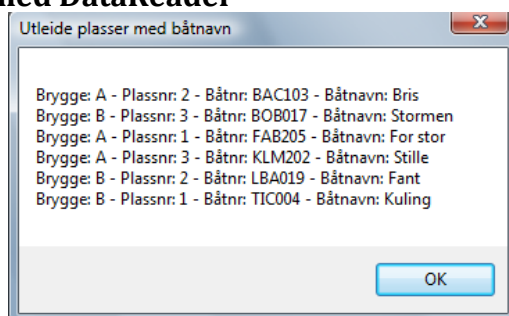 med DataReader
Utleide plasser med båtnavn
Brygge: A - Plassnr: 2 - Båtnr: BAC103 - Båtnavn: Bris
Brygge: B - Plassnr: 3 - Båtnr: BOB017 - Båtnavn: Stormen
Brygge: A - Plassnr: 1 - Båtnr: FAB205 - Båtnavn: For stor
Brygge: A - Plassnr: 3 - Båtnr: KLM202 - Båtnavn: Stille
Brygge: B - Plassnr: 2 - Båtnr: LBA019 - Båtnavn: Fant
Brygge: B - Plassnr: 1 - Båtnr: TIC004 - Båtnavn: Kuling
OK